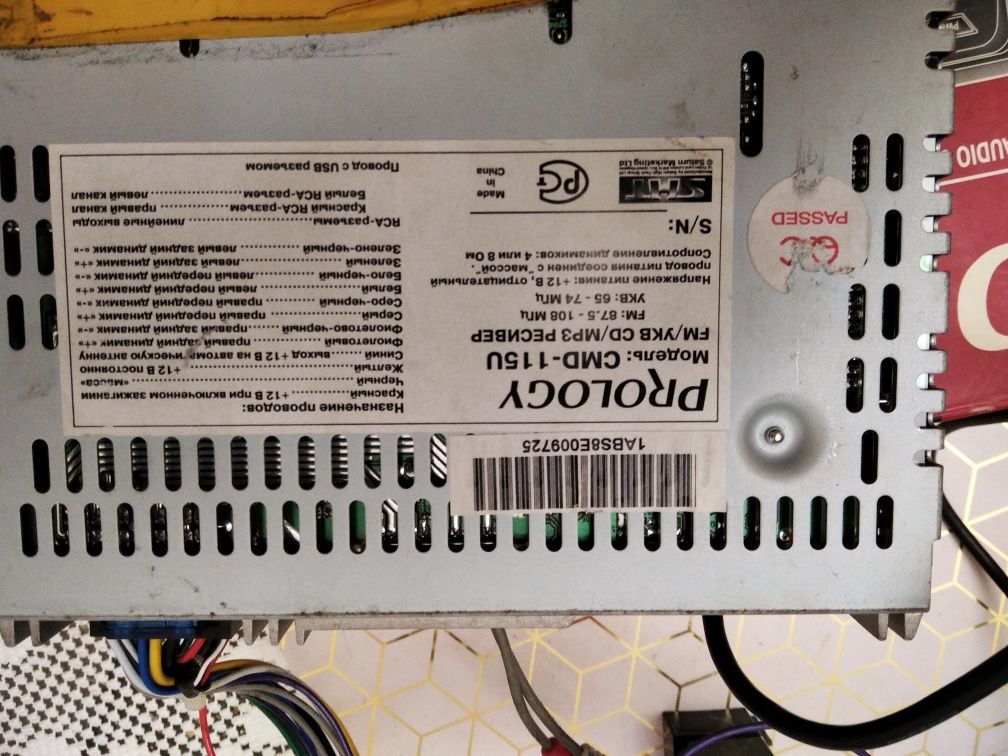 PROLOGY
Модель: CMD-115U
FM/УКВ CD/MP3 РЕСИВЕР
FM: 87.5 - 108 МГц
УКВ: 65 - 74 МГц
Напряжение питания: +12 В, отрицательный
провод питания соединен с "массой".
Сопротивление динамиков: 4 или 8 Ом
S/N:
Made
in
China
© Saturn Marketing Ltd
Назначение проводов:
Красный.............+12 В при включенном зажигании
Черный...............................................«масса»
Желтый.................................+12 В постоянно
Синий.......выход +12 В на автоматическую антенну
Фиолетовый.............правый задний динамик «+»
Фиолетово-черный.......правый задний динамик «-»
Серый..................правый передний динамик «+»
Серо-черный............правый передний динамик «-»
Белый....................левый передний динамик «+»
Бело-черный..............левый передний динамик «-»
Зеленый....................левый задний динамик «+»
Зелено-черный............левый задний динамик «-»
RCA-разъемы.......................линейные выходы
Красный RCA-разъем...................правый канал
Белый RCA-разъем.......................левый канал
Провод с USB разъемом
1ABS8E009725
QC
PASSED
AUDIO